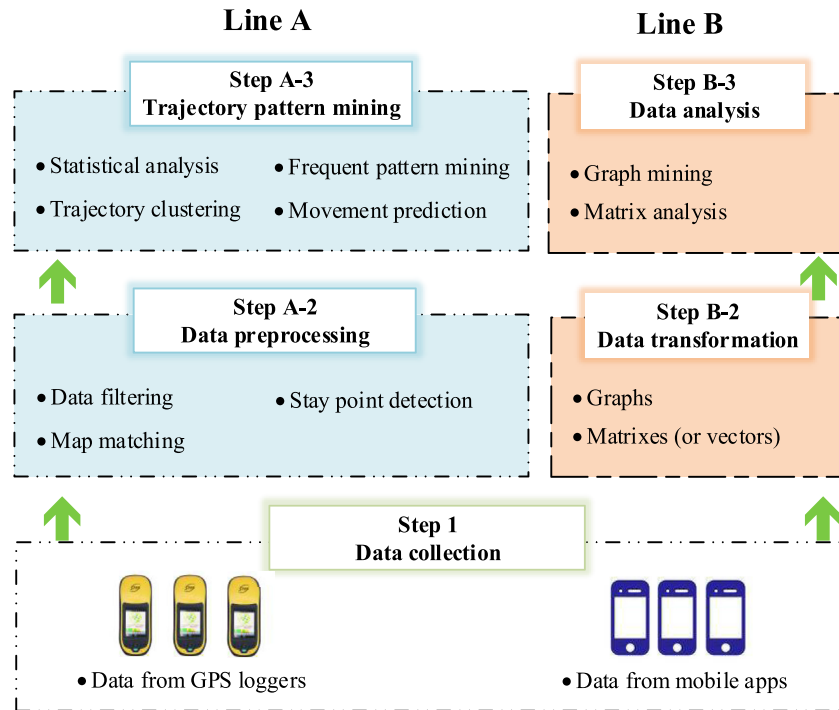 Line A
Line B
Step A-3
Trajectory pattern mining
• Statistical analysis
• Frequent pattern mining
• Trajectory clustering
• Movement prediction
Step B-3
Data analysis
• Graph mining
• Matrix analysis
Step A-2
Data preprocessing
• Data filtering
• Stay point detection
• Map matching
Step B-2
Data transformation
• Graphs
• Matrixes (or vectors)
Step 1
Data collection
• Data from GPS loggers
• Data from mobile apps